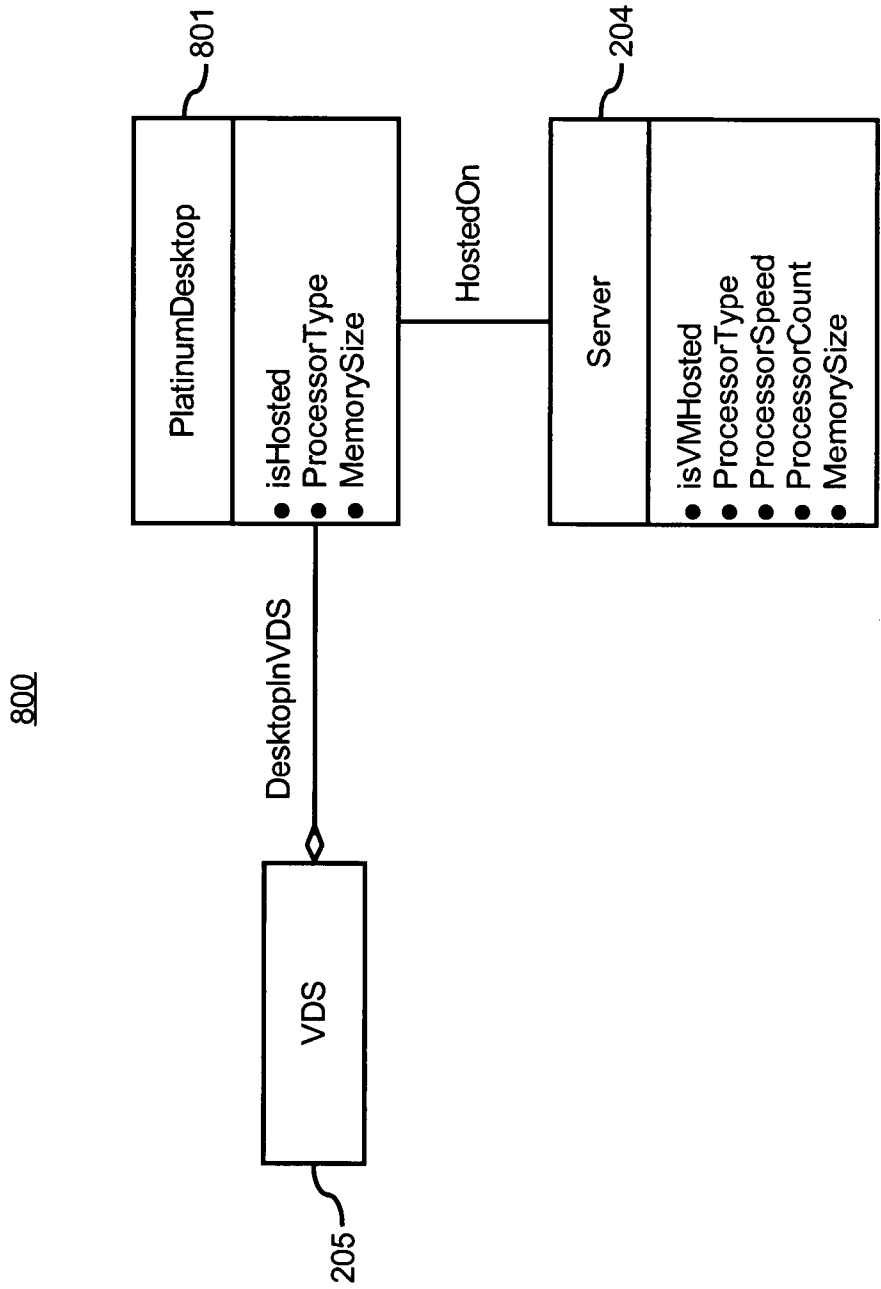 800
VDS
205
DesktopInVDS
PlatinumDesktop
● isHosted
● ProcessorType
● MemorySize
801
HostedOn
Server
● isVMHosted
● ProcessorType
● ProcessorSpeed
● ProcessorCount
● MemorySize
204